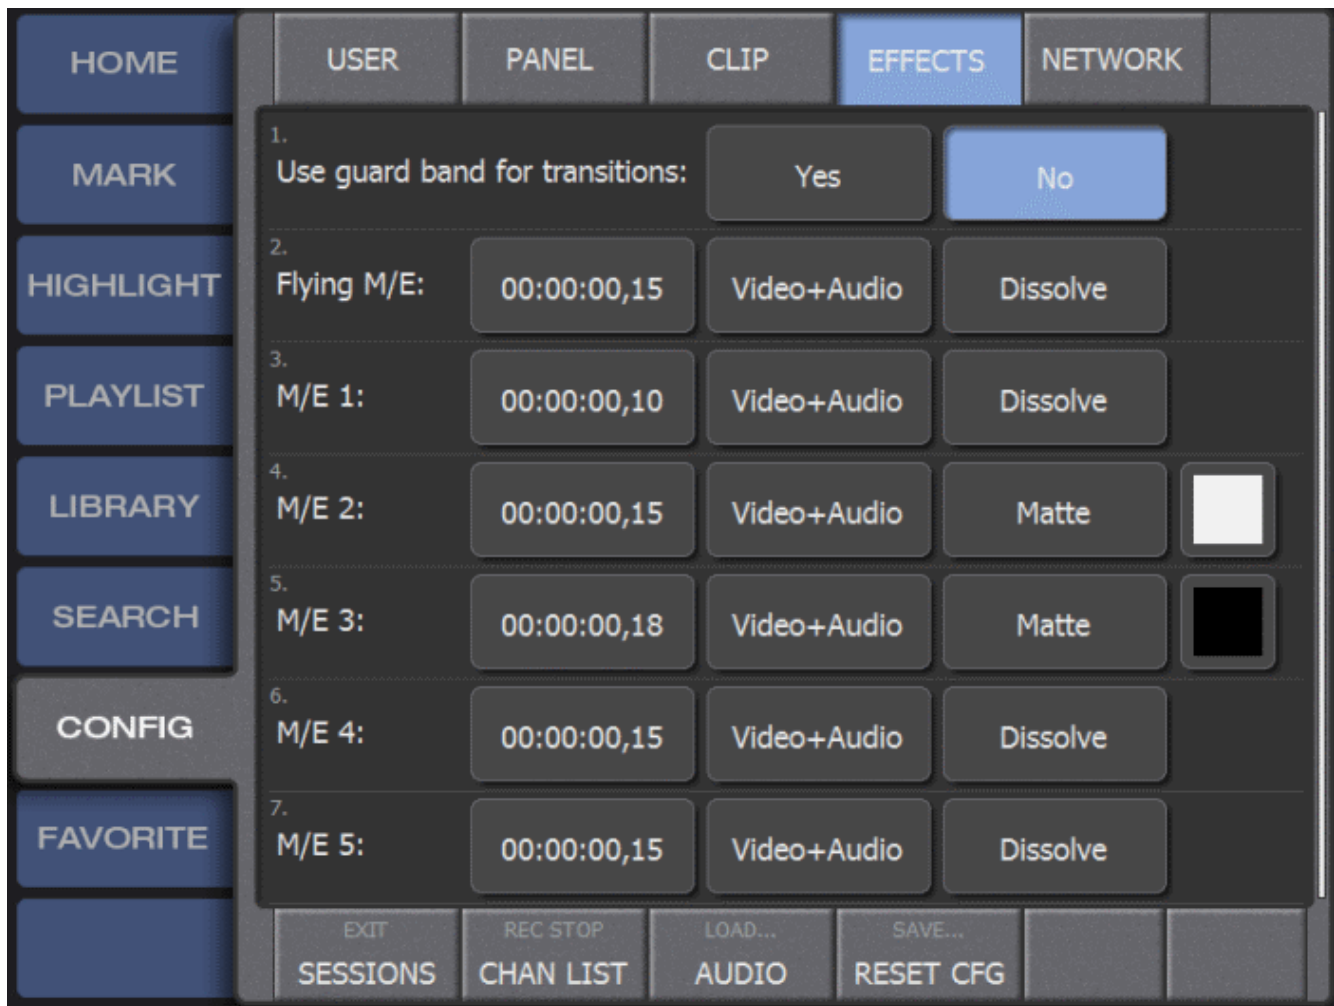 HOME
MARK
HIGHLIGHT
PLAYLIST
LIBRARY
SEARCH
CONFIG
FAVORITE
USER PANEL CLIP EFFECTS NETWORK
1.
Use guard band for transitions: Yes No
2.
Flying M/E: 00:00:00,15 Video+Audio Dissolve
3.
M/E 1: 00:00:00,10 Video+Audio Dissolve
4.
M/E 2: 00:00:00,15 Video+Audio Matte
5.
M/E 3: 00:00:00,18 Video+Audio Matte
6.
M/E 4: 00:00:00,15 Video+Audio Dissolve
7.
M/E 5: 00:00:00,15 Video+Audio Dissolve
EXIT REC STOP LOAD... SAVE...
SESSIONS CHAN LIST AUDIO RESET CFG